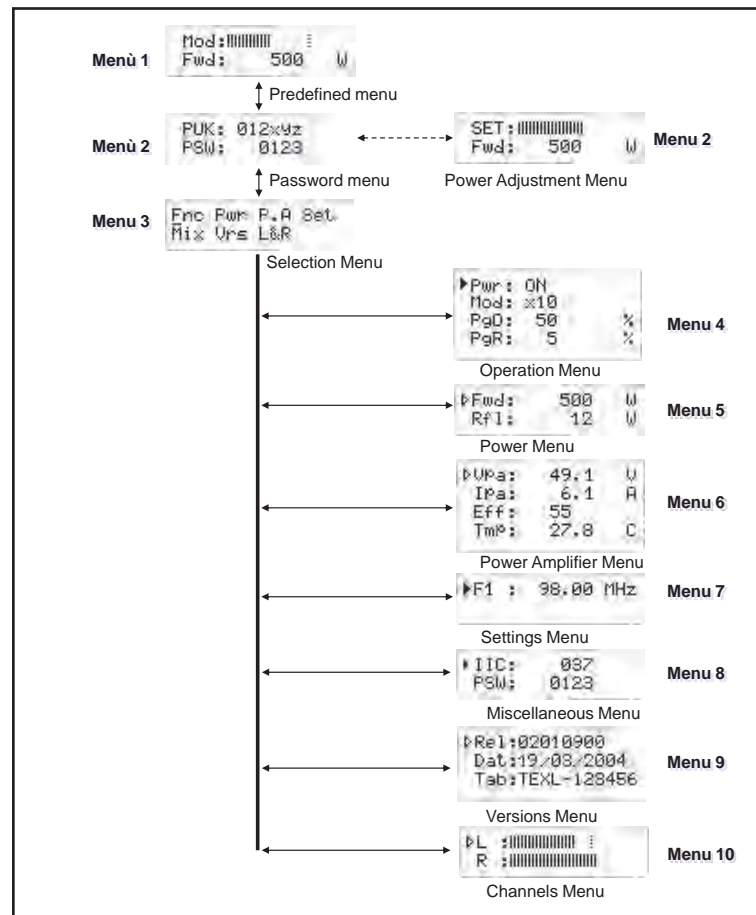 Menù 1
Mod:
Fwd: 500 W
Predefined menu
Menù 2
PUK: 012xyz
PSW: 0123
SET:
Fwd: 500 W
Menu 2
Password menu
Power Adjustment Menu
Menu 3
Fnc Pwr P.A Set
Mix Vrs L&R
Selection Menu
Pwr: ON
Mod: x10
PgD: 50 %
PgR: 5 %
Menu 4
Operation Menu
Fwd: 500 W
Rfl: 12 W
Menu 5
Power Menu
VPa: 49.1 V
IPa: 6.1 A
Eff: 55
Tmp: 27.8 C
Menu 6
Power Amplifier Menu
F1 : 98.00 MHz
Menu 7
Settings Menu
IIC: 037
PSW: 0123
Menu 8
Miscellaneous Menu
Rel:02010900
Dat:19/03/2004
Tab:TEXL-123456
Menu 9
Versions Menu
L :
R :
Menu 10
Channels Menu